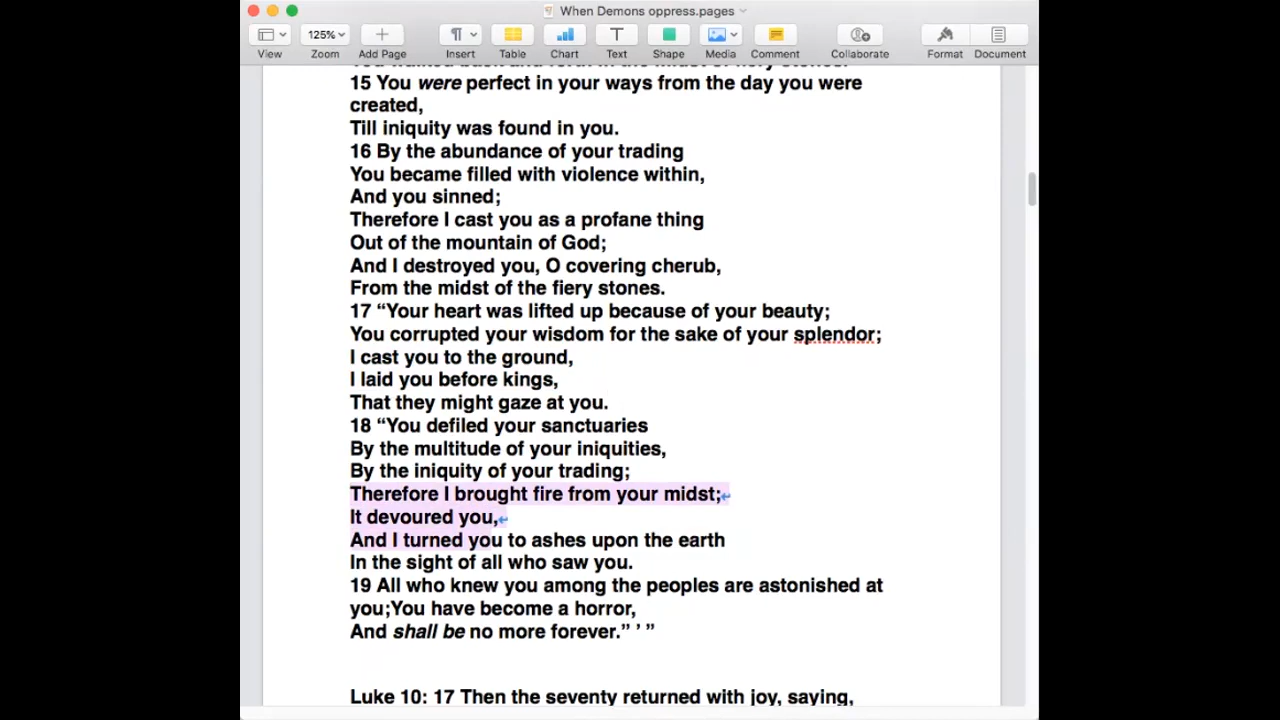 When Demons oppress.pages
125%
View
Zoom
Add Page
Insert
Table
Chart
Text
Shape
Media
Comment
Collaborate
Format
Document
15 You were perfect in your ways from the day you were
created,
Till iniquity was found in you.
16 By the abundance of your trading
You became filled with violence within,
And you sinned;
Therefore I cast you as a profane thing
Out of the mountain of God;
And I destroyed you, O covering cherub,
From the midst of the fiery stones.
17 “Your heart was lifted up because of your beauty;
You corrupted your wisdom for the sake of your splendor;
I cast you to the ground,
I laid you before kings,
That they might gaze at you.
18 “You defiled your sanctuaries
By the multitude of your iniquities,
By the iniquity of your trading;
Therefore I brought fire from your midst;
It devoured you,
And I turned you to ashes upon the earth
In the sight of all who saw you.
19 All who knew you among the peoples are astonished at
you;You have become a horror,
And shall be no more forever.” ’ ”
Luke 10: 17 Then the seventy returned with joy, saying,